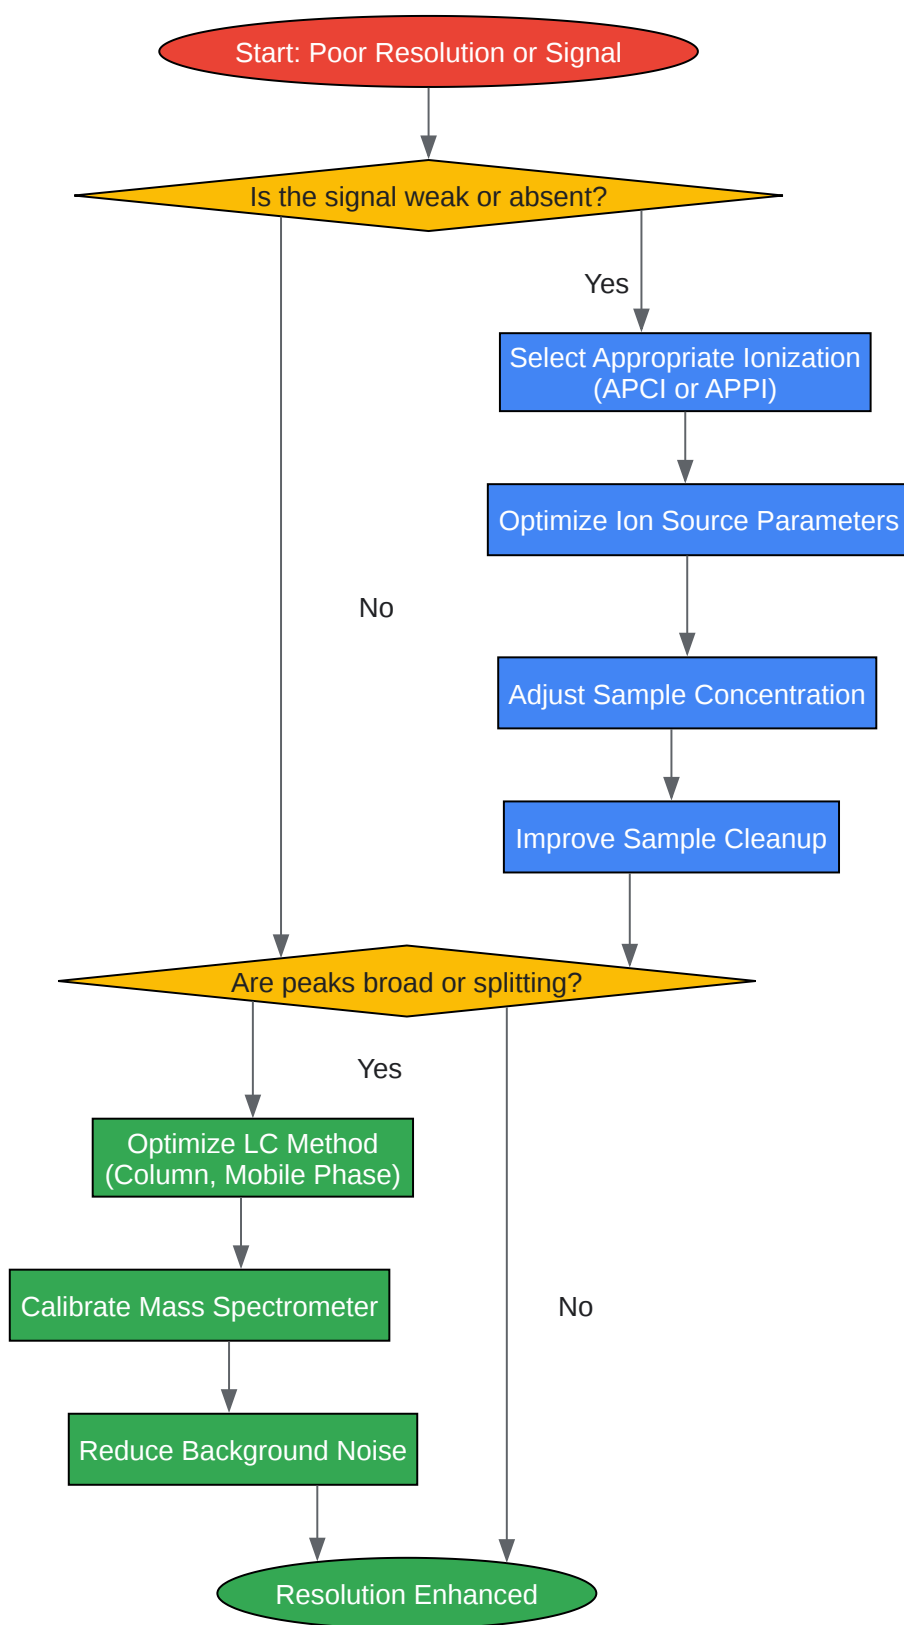 Start: Poor Resolution or Signal
Is the signal weak or absent?
Yes
Select Appropriate Ionization
(APCI or APPI)
Optimize Ion Source Parameters
No
Adjust Sample Concentration
Improve Sample Cleanup
Are peaks broad or splitting?
Yes
Optimize LC Method
(Column, Mobile Phase)
Calibrate Mass Spectrometer
No
Reduce Background Noise
Resolution Enhanced